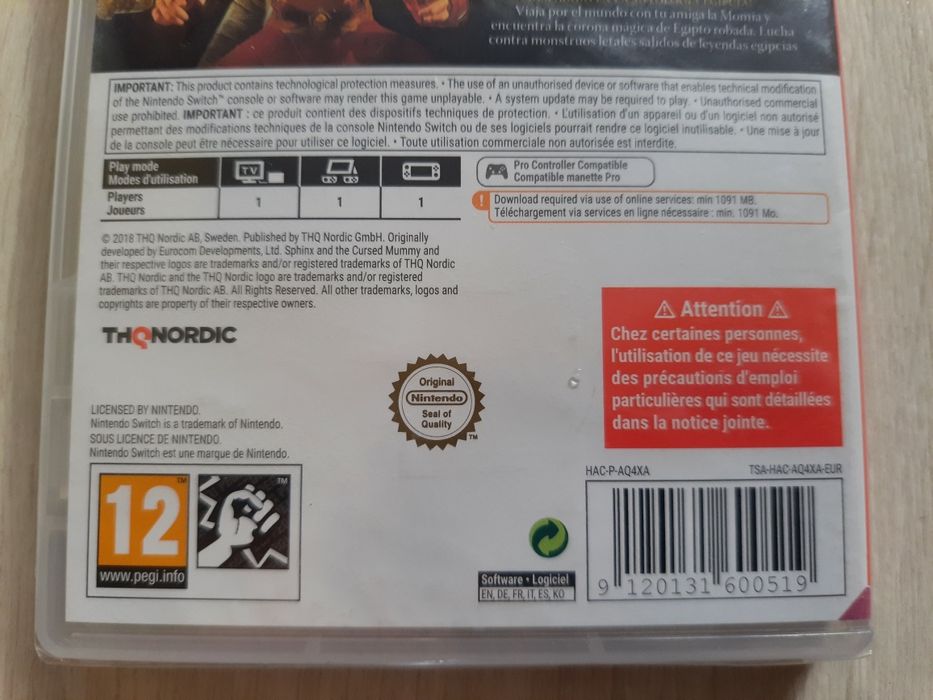 Viaja por el mundo con tu amiga la Momia y
encuentra la corona mágica de Egipto robada. Lucha
contra monstruos letales salidos de leyendas egipcias
IMPORTANT: This product contains technological protection measures. • The use of an unauthorised device or software that enables technical modification
of the Nintendo Switch™ console or software may render this game unplayable. • A system update may be required to play. • Unauthorised commercial
use prohibited. IMPORTANT : ce produit contient des dispositifs techniques de protection. • L'utilisation d'un appareil ou d'un logiciel non autorisé
permettant des modifications techniques de la console Nintendo Switch ou de ses logiciels pourrait rendre ce logiciel inutilisable. • Une mise à jour
de la console peut être nécessaire pour utiliser ce logiciel. • Toute utilisation commerciale non autorisée est interdite.
Play mode
Modes d'utilisation
TV
Players
Joueurs
1
1
1
Pro Controller Compatible
Compatible manette Pro
! Download required via use of online services: min 1091 MB.
Téléchargement via services en ligne nécessaire : min. 1091 Mo.
© 2018 THQ Nordic AB, Sweden. Published by THQ Nordic GmbH. Originally
developed by Eurocom Developments, Ltd. Sphinx and the Cursed Mummy and
their respective logos are trademarks and/or registered trademarks of THQ Nordic
AB. THQ Nordic and the THQ Nordic logo are trademarks and/or registered
trademarks of THQ Nordic AB. All Rights Reserved. All other trademarks, logos and
copyrights are property of their respective owners.
THQNORDIC
⚠ Attention ⚠
Chez certaines personnes,
l'utilisation de ce jeu nécessite
des précautions d'emploi
particulières qui sont détaillées
dans la notice jointe.
Original
Nintendo
Seal of
Quality
TM
LICENSED BY NINTENDO.
Nintendo Switch is a trademark of Nintendo.
SOUS LICENCE DE NINTENDO.
Nintendo Switch est une marque de Nintendo.
HAC-P-AQ4XA
TSA-HAC-AQ4XA-EUR
12
TM
TM
www.pegi.info
Software • Logiciel
EN, DE, FR, IT, ES, KO
9 120131 600519